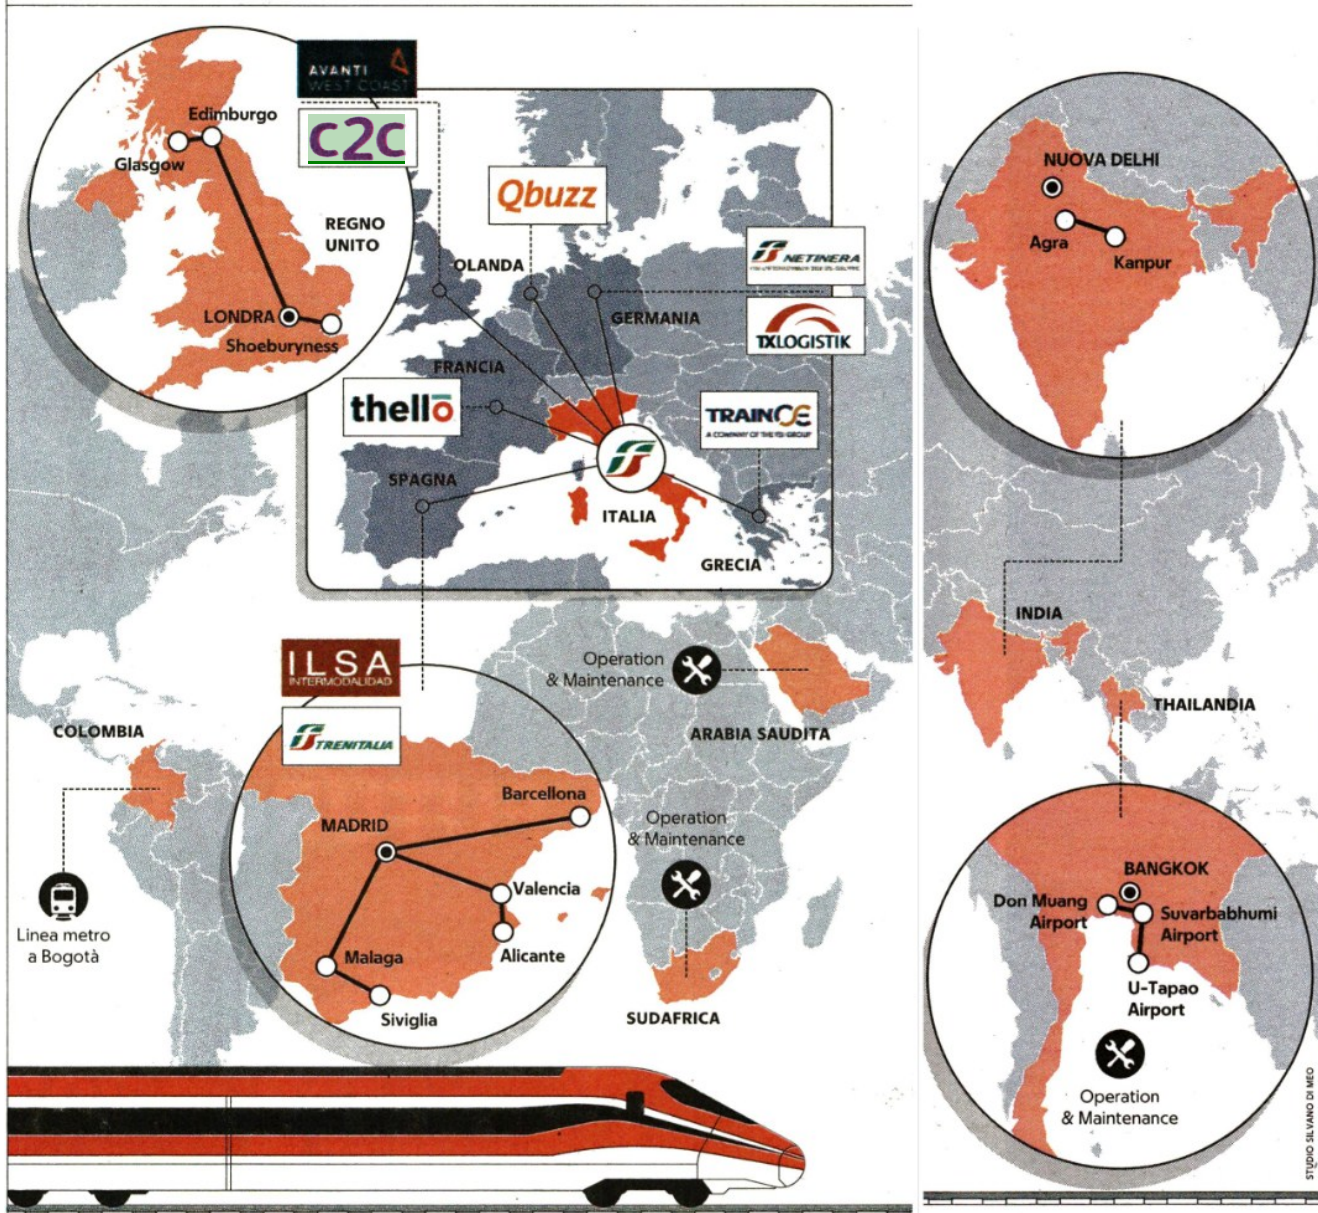 AVANTI
WEST COAST
c2c
Edimburgo
Glasgow
REGNO
UNITO
LONDRA
Shoeburyness
Qbuzz
OLANDA
NETINERA
TXLOGISTIK
GERMANIA
FRANCIA
thello
TRAINOSE
A COMPANY OF THE FSI GROUP
SPAGNA
ITALIA
GRECIA
NUOVA DELHI
Agra
Kanpur
INDIA
THAILANDIA
ILSA
INTERMODALIDAD
TRENITALIA
Operation
& Maintenance
ARABIA SAUDITA
COLOMBIA
Linea metro
a Bogotà
Barcellona
MADRID
Valencia
Alicante
Malaga
Siviglia
Operation
& Maintenance
SUDAFRICA
BANGKOK
Don Muang
Airport
Suvarbabhumi
Airport
U-Tapao
Airport
Operation
& Maintenance
STUDIO SILVANO DI MEO